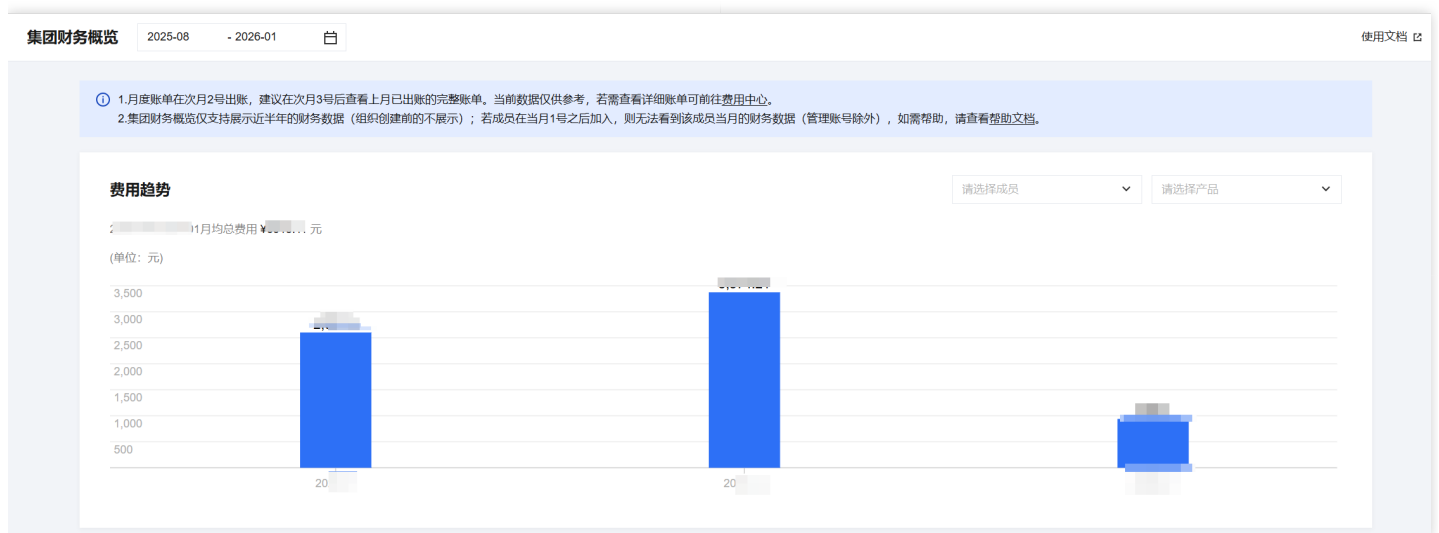 集团财务概览 2025-08 - 2026-01 使用文档
1.月度账单在次月2号出账，建议在次月3号后查看上月已出账的完整账单。当前数据仅供参考，若需查看详细账单可前往费用中心。
2.集团财务概览仅支持展示近半年的财务数据（组织创建前的不展示）；若成员在当月1号之后加入，则无法看到该成员当月的财务数据（管理账号除外），如需帮助，请查看帮助文档。
费用趋势 请选择成员 请选择产品
1月均总费用 ¥ 元
(单位：元)
3,500
3,000
2,500
2,000
1,500
1,000
500
20 20